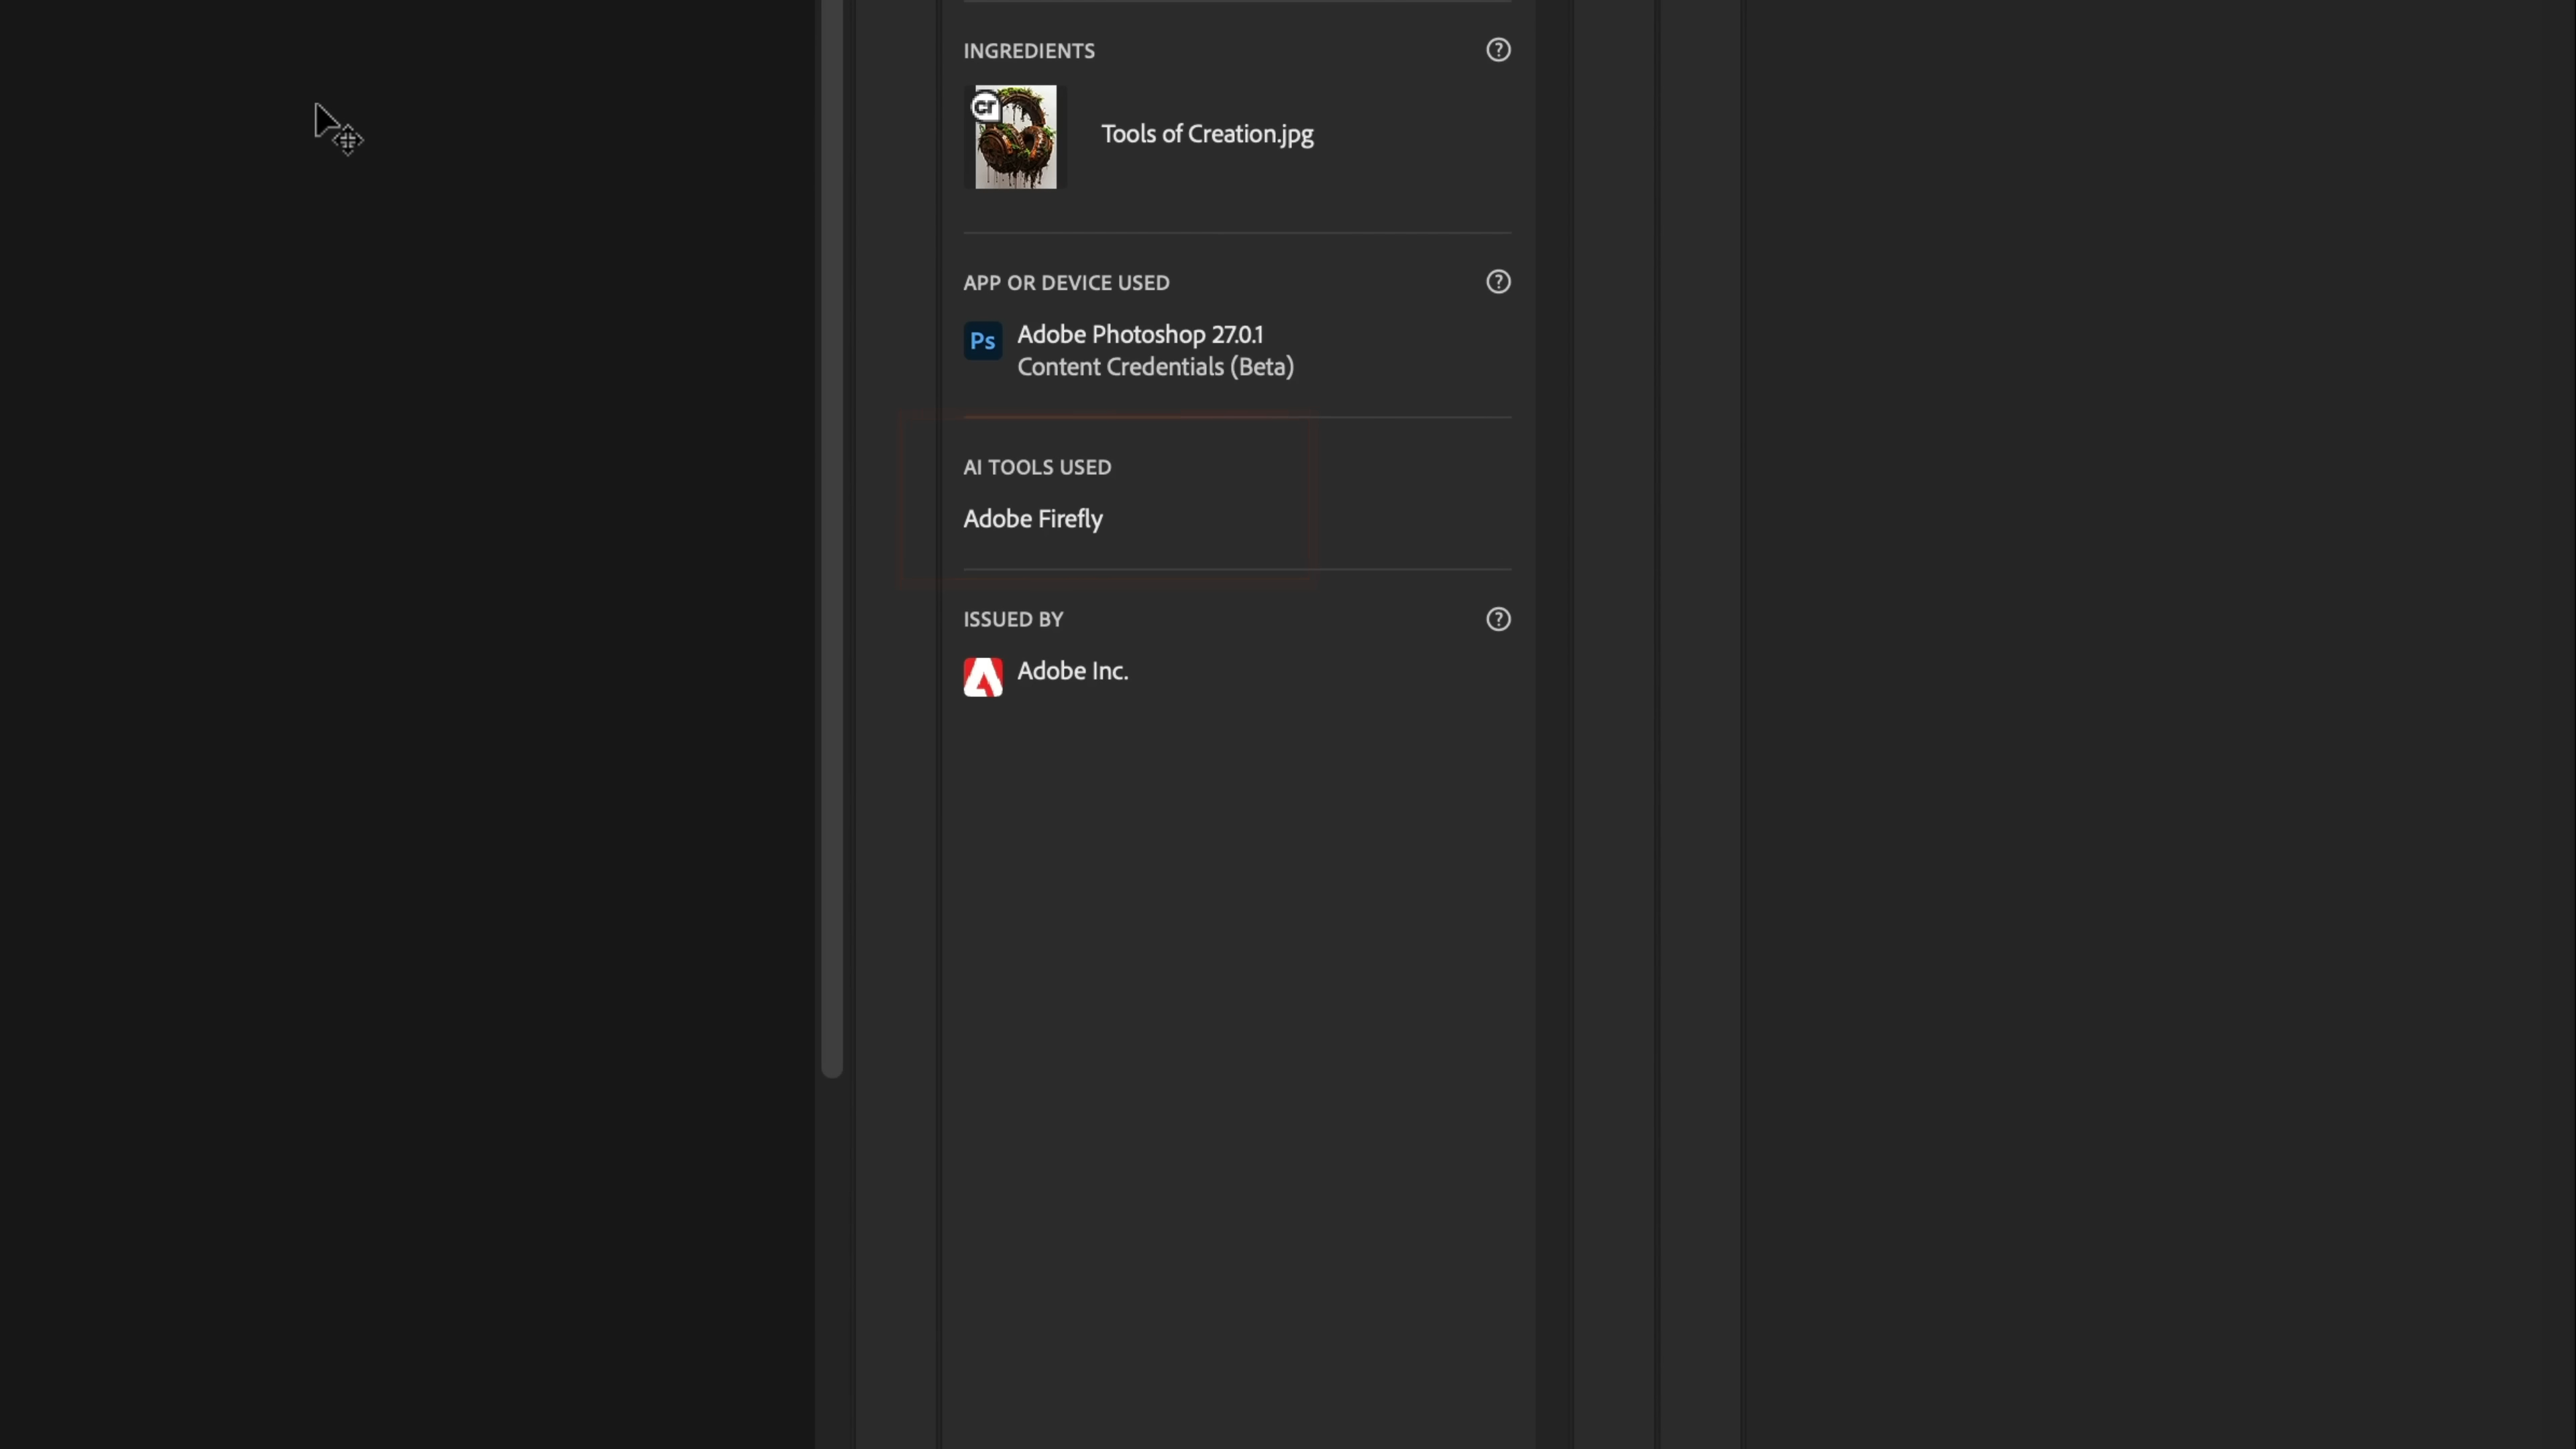 INGREDIENTS
cr
Tools of Creation.jpg
APP OR DEVICE USED
Ps
Adobe Photoshop 27.0.1
Content Credentials (Beta)
AI TOOLS USED
Adobe Firefly
ISSUED BY
Adobe Inc.